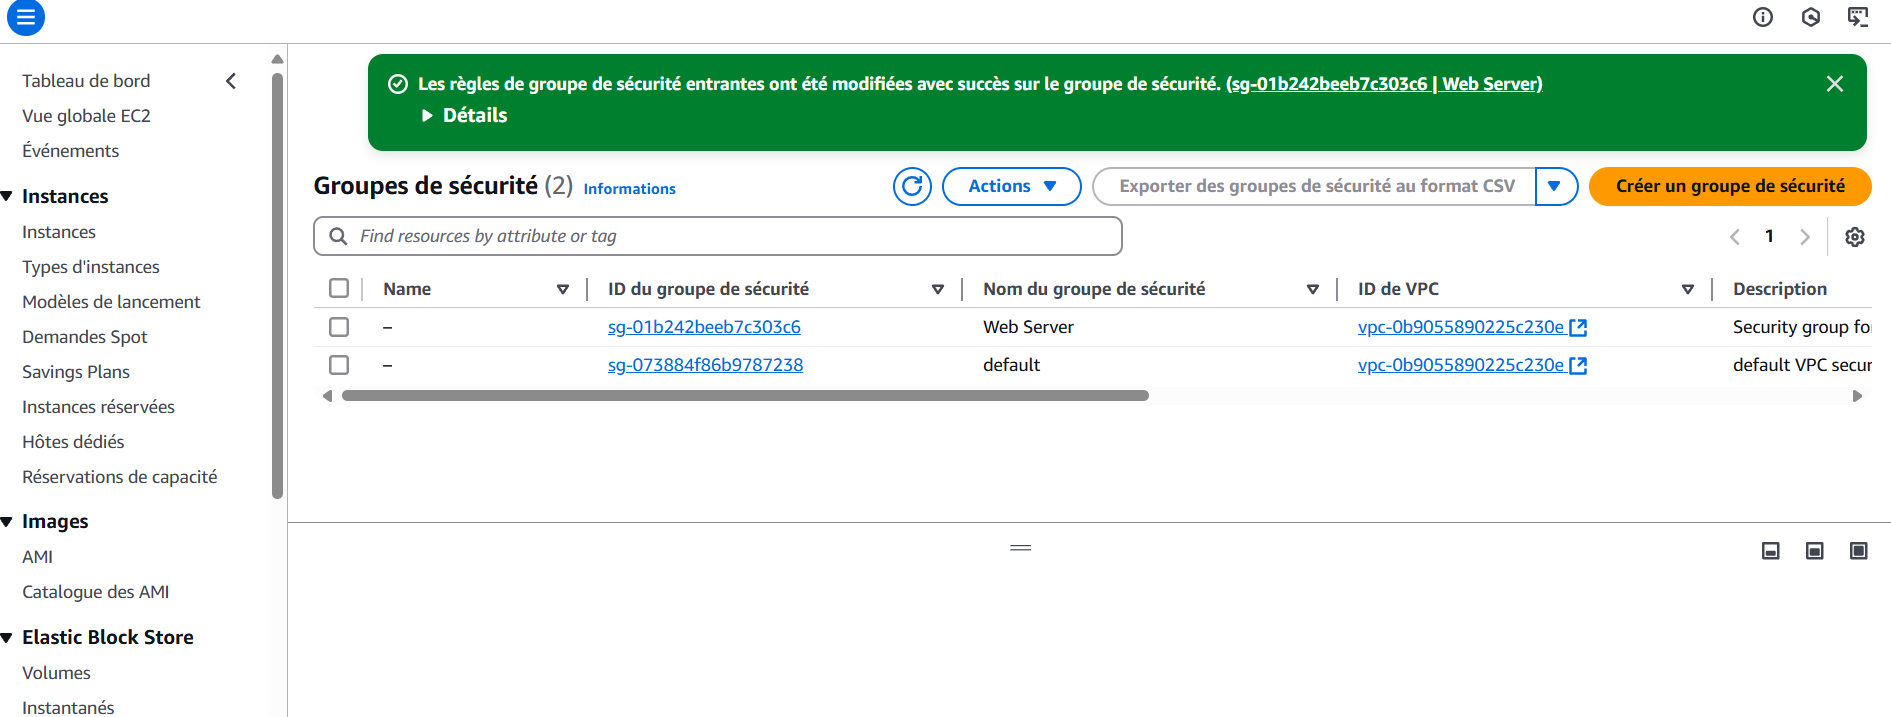 Tableau de bord
Vue globale EC2
Événements
Instances
Instances
Types d'instances
Modèles de lancement
Demandes Spot
Savings Plans
Instances réservées
Hôtes dédiés
Réservations de capacité
Images
AMI
Catalogue des AMI
Elastic Block Store
Volumes
Instantanés
Les règles de groupe de sécurité entrantes ont été modifiées avec succès sur le groupe de sécurité. (sg-01b242beeb7c303c6 | Web Server)
Détails
Groupes de sécurité (2) Informations
Actions
Exporter des groupes de sécurité au format CSV
Créer un groupe de sécurité
Find resources by attribute or tag
1
Name ID du groupe de sécurité Nom du groupe de sécurité ID de VPC Description
– sg-01b242beeb7c303c6 Web Server vpc-0b9055890225c230e Security group fo
– sg-073884f86b9787238 default vpc-0b9055890225c230e default VPC secur